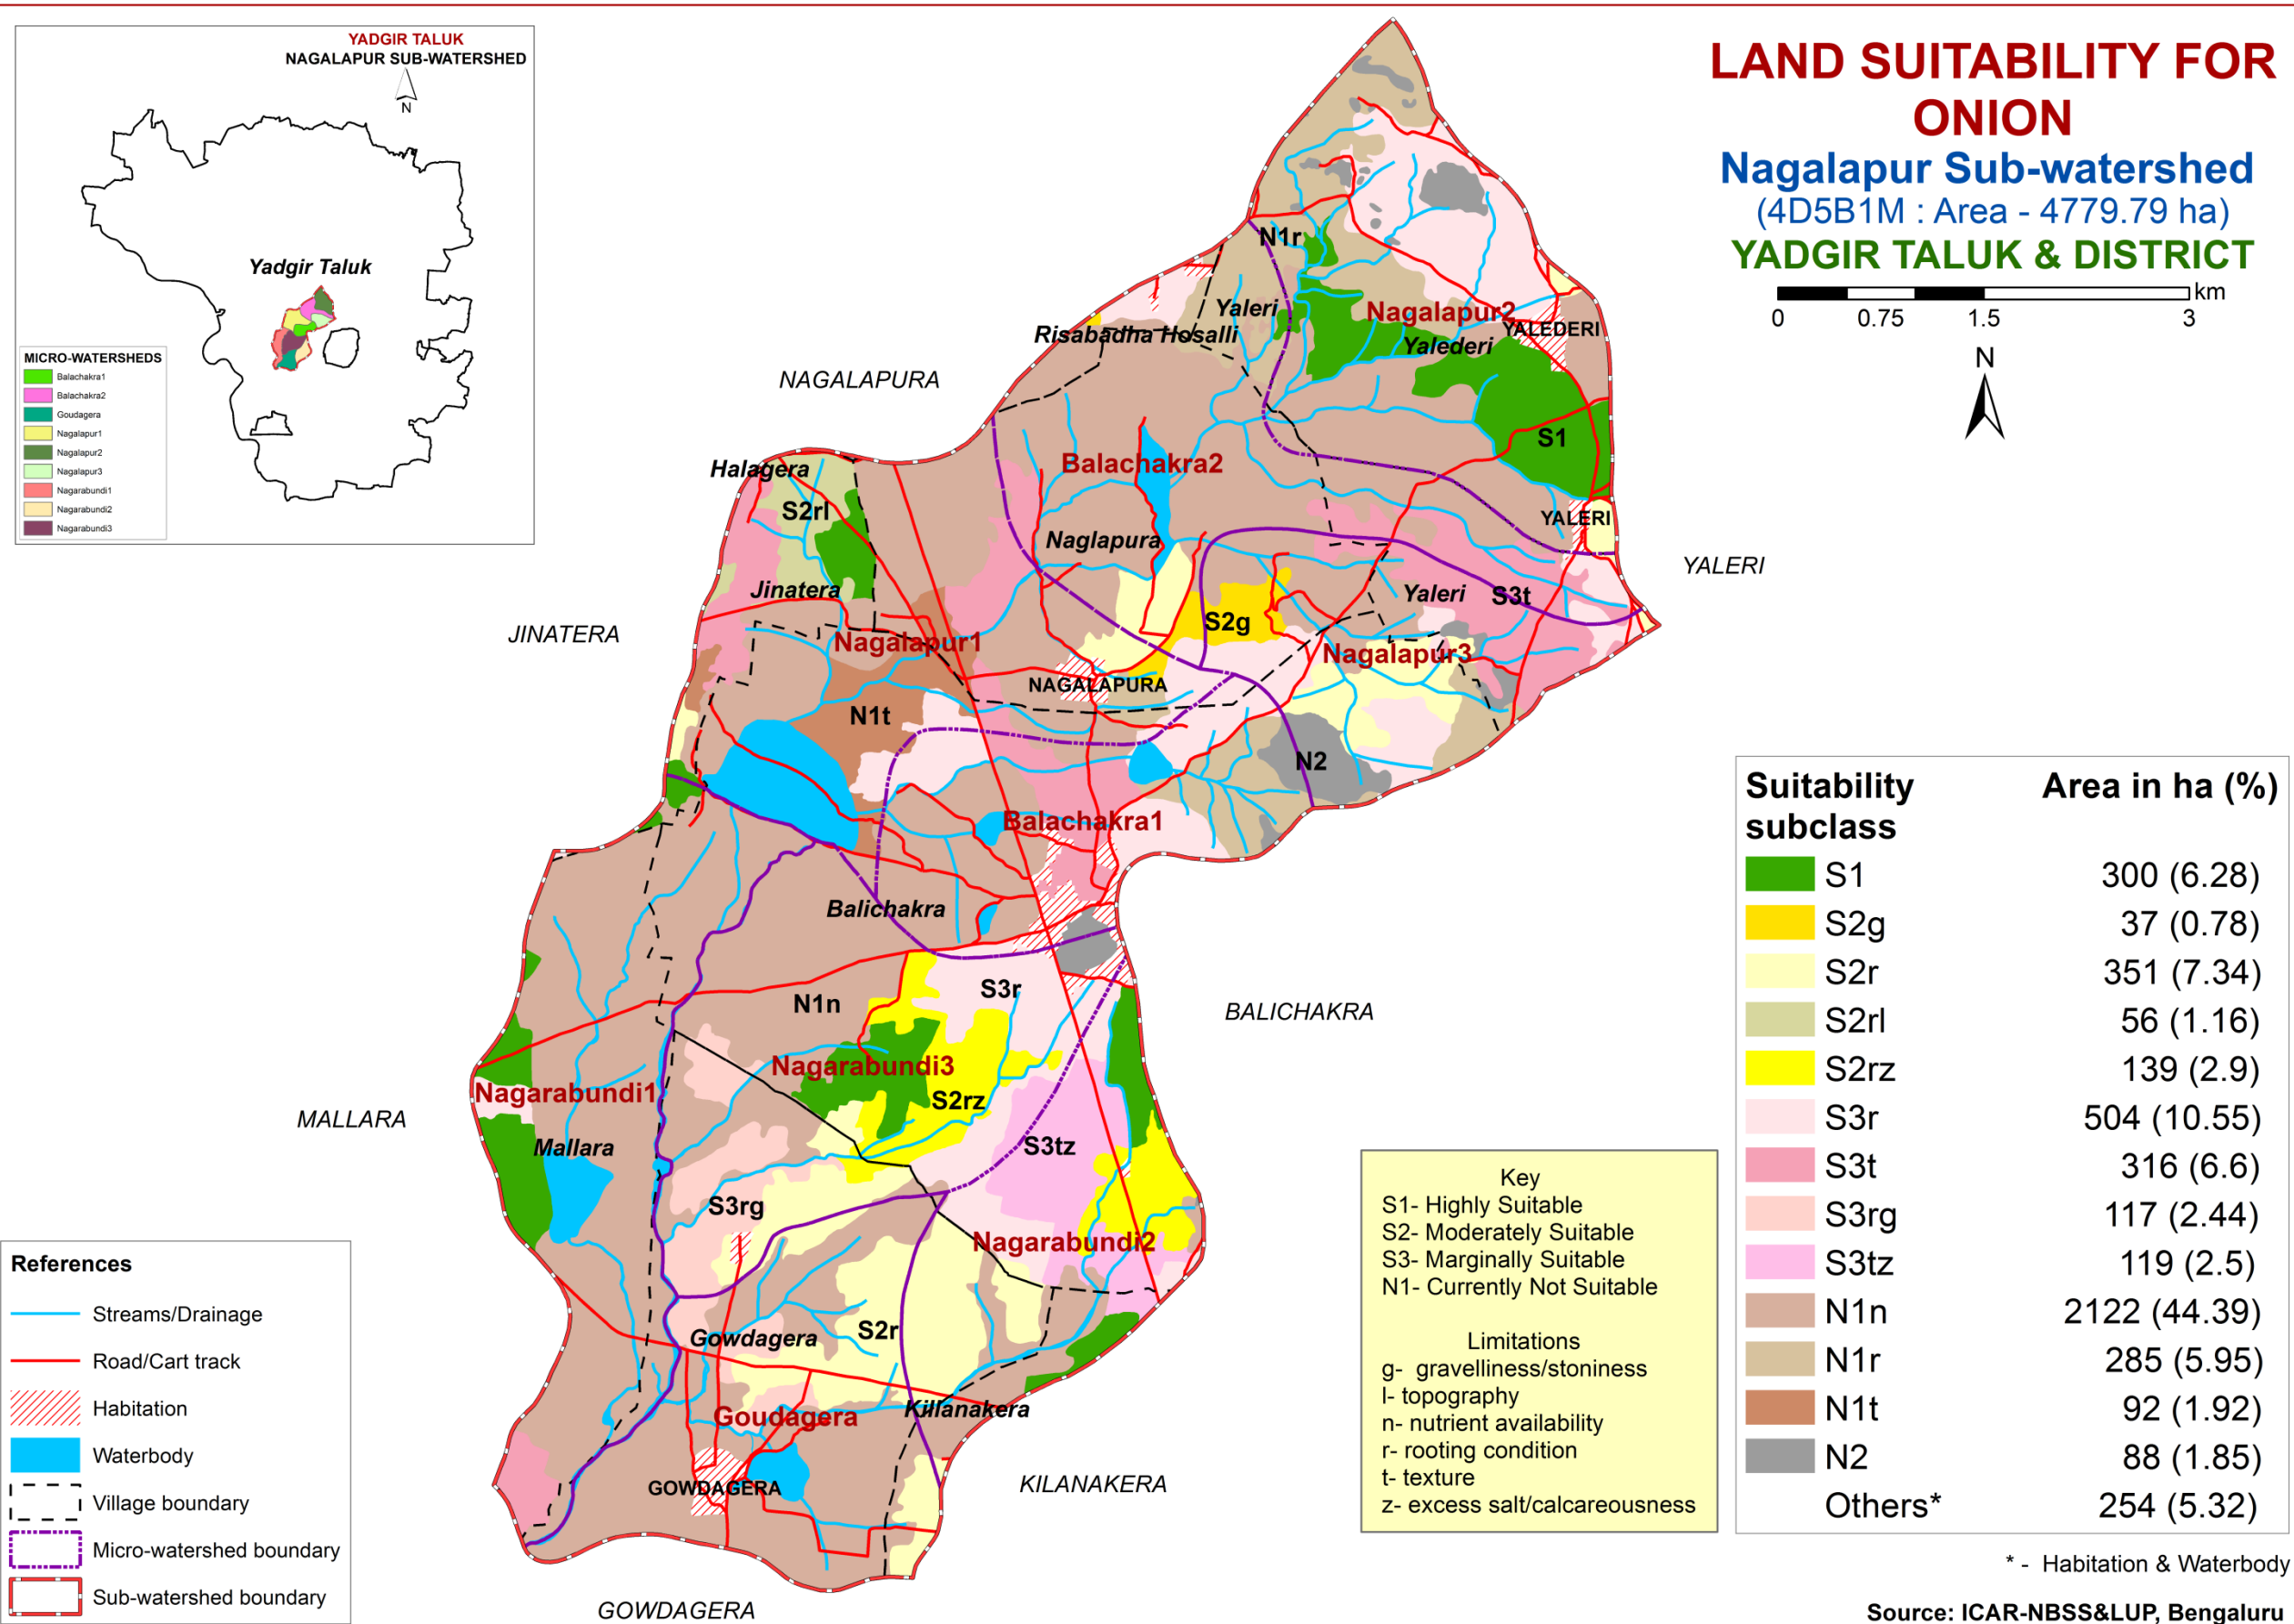 YADGIR TALUK
NAGALAPUR SUB-WATERSHED
N
Yadgir Taluk
MICRO-WATERSHEDS
Balachakra1
Balachakra2
Goudagera
Nagalapur1
Nagalapur2
Nagalapur3
Nagarabundi1
Nagarabundi2
Nagarabundi3
LAND SUITABILITY FOR
ONION
Nagalapur Sub-watershed
(4D5B1M : Area - 4779.79 ha)
YADGIR TALUK & DISTRICT
km
0 0.75 1.5 3
N
N1r
Yaleri
Nagalapur2
Risabadha Hosalli
YALEDERI
Yalederi
NAGALAPURA
S1
Balachakra2
Halagera
S2rl
YALERI
Naglapura
YALERI
Jinatera
Yaleri
S3t
S2g
JINATERA
Nagalapur1
Nagalapur3
NAGALAPURA
N1t
N2
Balachakra1
Balichakra
S3r
N1n
BALICHAKRA
Nagarabundi3
Nagarabundi1
S2rz
MALLARA
Mallara
S3tz
S3rg
Nagarabundi2
Gowdagera
S2r
Killanakera
Goudagera
GOWDAGERA
KILANAKERA
GOWDAGERA
References
Streams/Drainage
Road/Cart track
Habitation
Waterbody
Village boundary
Micro-watershed boundary
Sub-watershed boundary
Key
S1- Highly Suitable
S2- Moderately Suitable
S3- Marginally Suitable
N1- Currently Not Suitable
Limitations
g- gravelliness/stoniness
l- topography
n- nutrient availability
r- rooting condition
t- texture
z- excess salt/calcareousness
Suitability Area in ha (%)
subclass
S1 300 (6.28)
S2g 37 (0.78)
S2r 351 (7.34)
S2rl 56 (1.16)
S2rz 139 (2.9)
S3r 504 (10.55)
S3t 316 (6.6)
S3rg 117 (2.44)
S3tz 119 (2.5)
N1n 2122 (44.39)
N1r 285 (5.95)
N1t 92 (1.92)
N2 88 (1.85)
Others* 254 (5.32)
* - Habitation & Waterbody
Source: ICAR-NBSS&LUP, Bengaluru